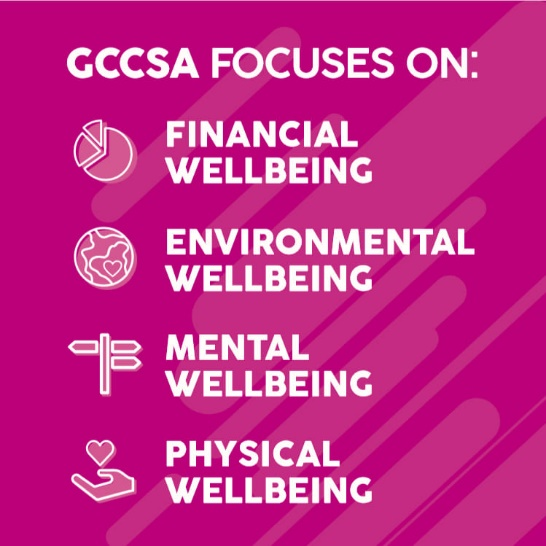 GCCSA FOCUSES ON:
FINANCIAL
WELLBEING
ENVIRONMENTAL
WELLBEING
MENTAL
WELLBEING
PHYSICAL
WELLBEING